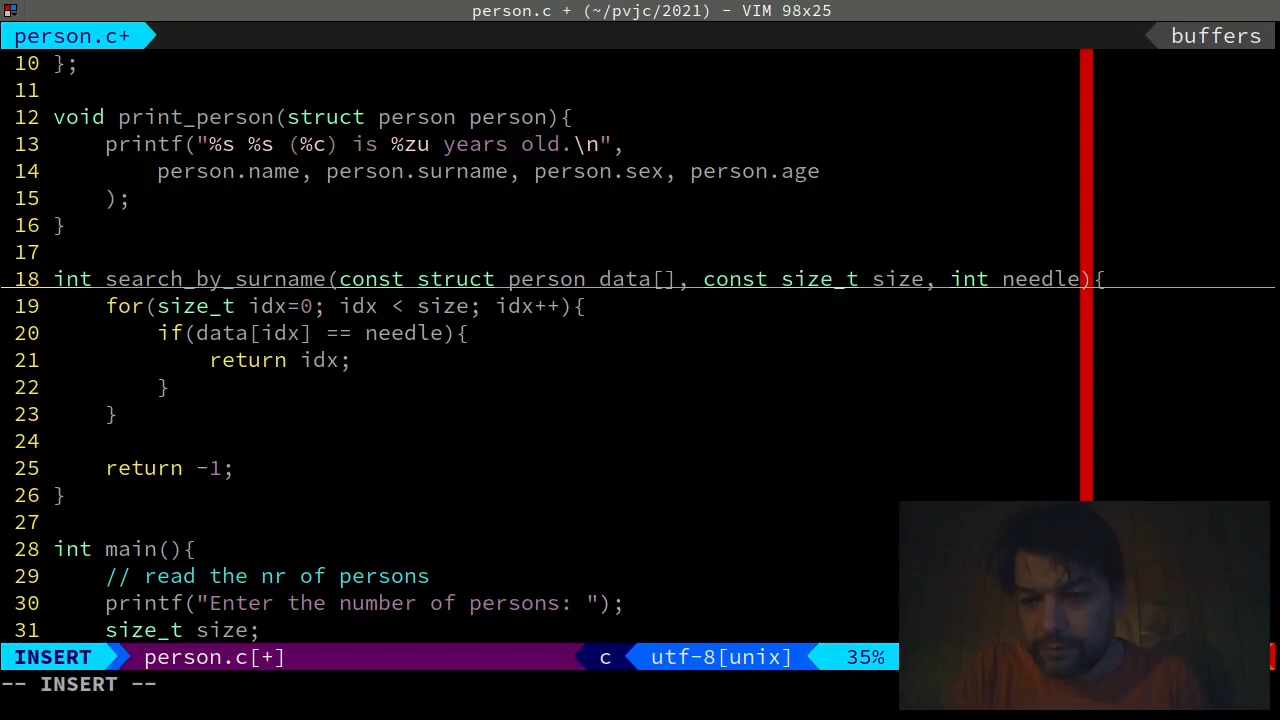 person.c + (~/pvjc/2021) - VIM 98x25
person.c+ buffers
10 };
11
12 void print_person(struct person person){
13     printf("%s %s (%c) is %zu years old.\n",
14         person.name, person.surname, person.sex, person.age
15     );
16 }
17
18 int search_by_surname(const struct person data[], const size_t size, int needle){
19     for(size_t idx=0; idx < size; idx++){
20         if(data[idx] == needle){
21             return idx;
22         }
23     }
24
25     return -1;
26 }
27
28 int main(){
29     // read the nr of persons
30     printf("Enter the number of persons: ");
31     size_t size;
INSERT person.c[+] c utf-8[unix] 35%
-- INSERT --